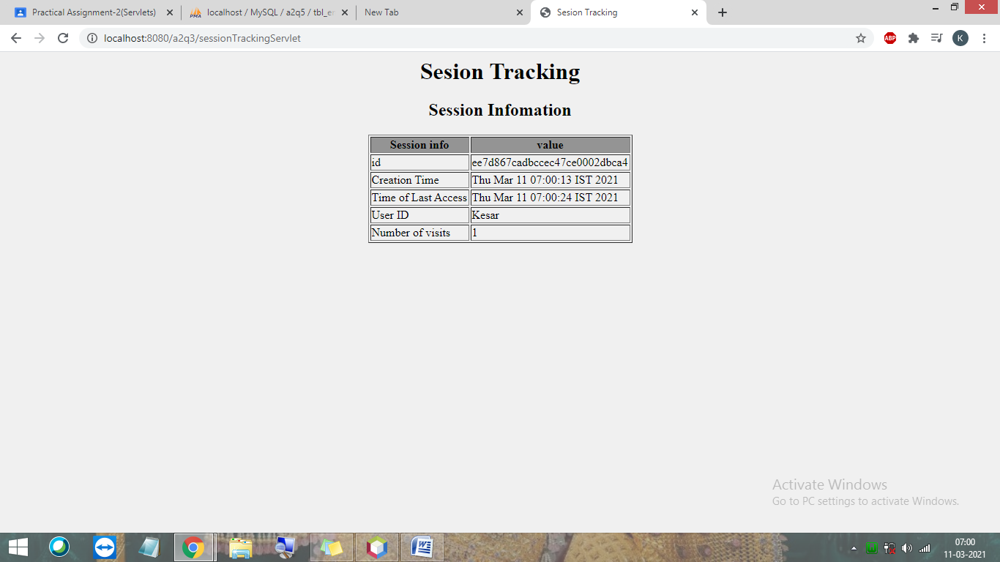 Practical Assignment-2(Servlets)
localhost / MySQL / a2q5 / tbl_er
New Tab
Sesion Tracking
localhost:8080/a2q3/sessionTrackingServlet
ABP
K
Sesion Tracking
Session Infomation
Session info value
id ee7d867cadbccec47ce0002dbca4
Creation Time Thu Mar 11 07:00:13 IST 2021
Time of Last Access Thu Mar 11 07:00:24 IST 2021
User ID Kesar
Number of visits 1
Activate Windows
Go to PC settings to activate Windows.
07:00
11-03-2021